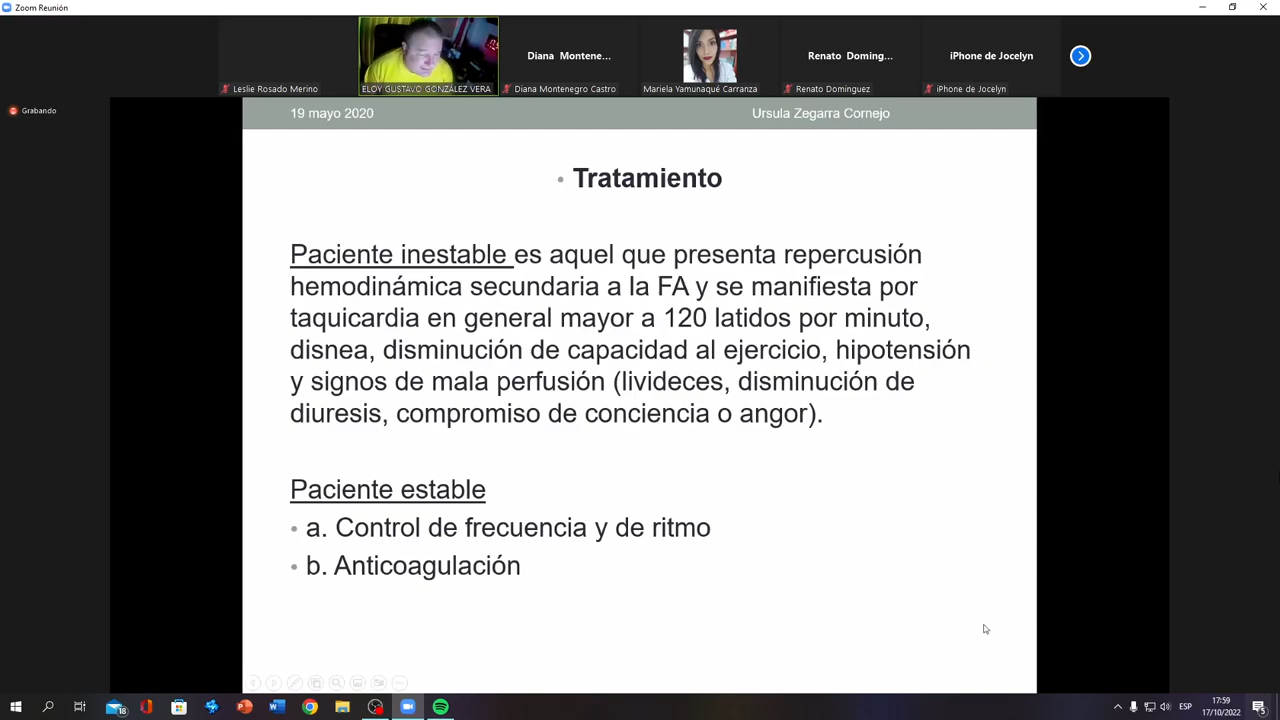 Zoom Reunión
Diana Montene...
Renato Doming...
iPhone de Jocelyn
Leslie Rosado Merino
ELOY GUSTAVO GONZÁLEZ VERA
Diana Montenegro Castro
Mariela Yamunaqué Carranza
Renato Domínguez
iPhone de Jocelyn
Grabando
19 mayo 2020
Ursula Zegarra Cornejo
• Tratamiento
Paciente inestable es aquel que presenta repercusión
hemodinámica secundaria a la FA y se manifiesta por
taquicardia en general mayor a 120 latidos por minuto,
disnea, disminución de capacidad al ejercicio, hipotensión
y signos de mala perfusión (livideces, disminución de
diuresis, compromiso de conciencia o angor).
Paciente estable
• a. Control de frecuencia y de ritmo
• b. Anticoagulación
18
ESP
17:59
17/10/2022
5